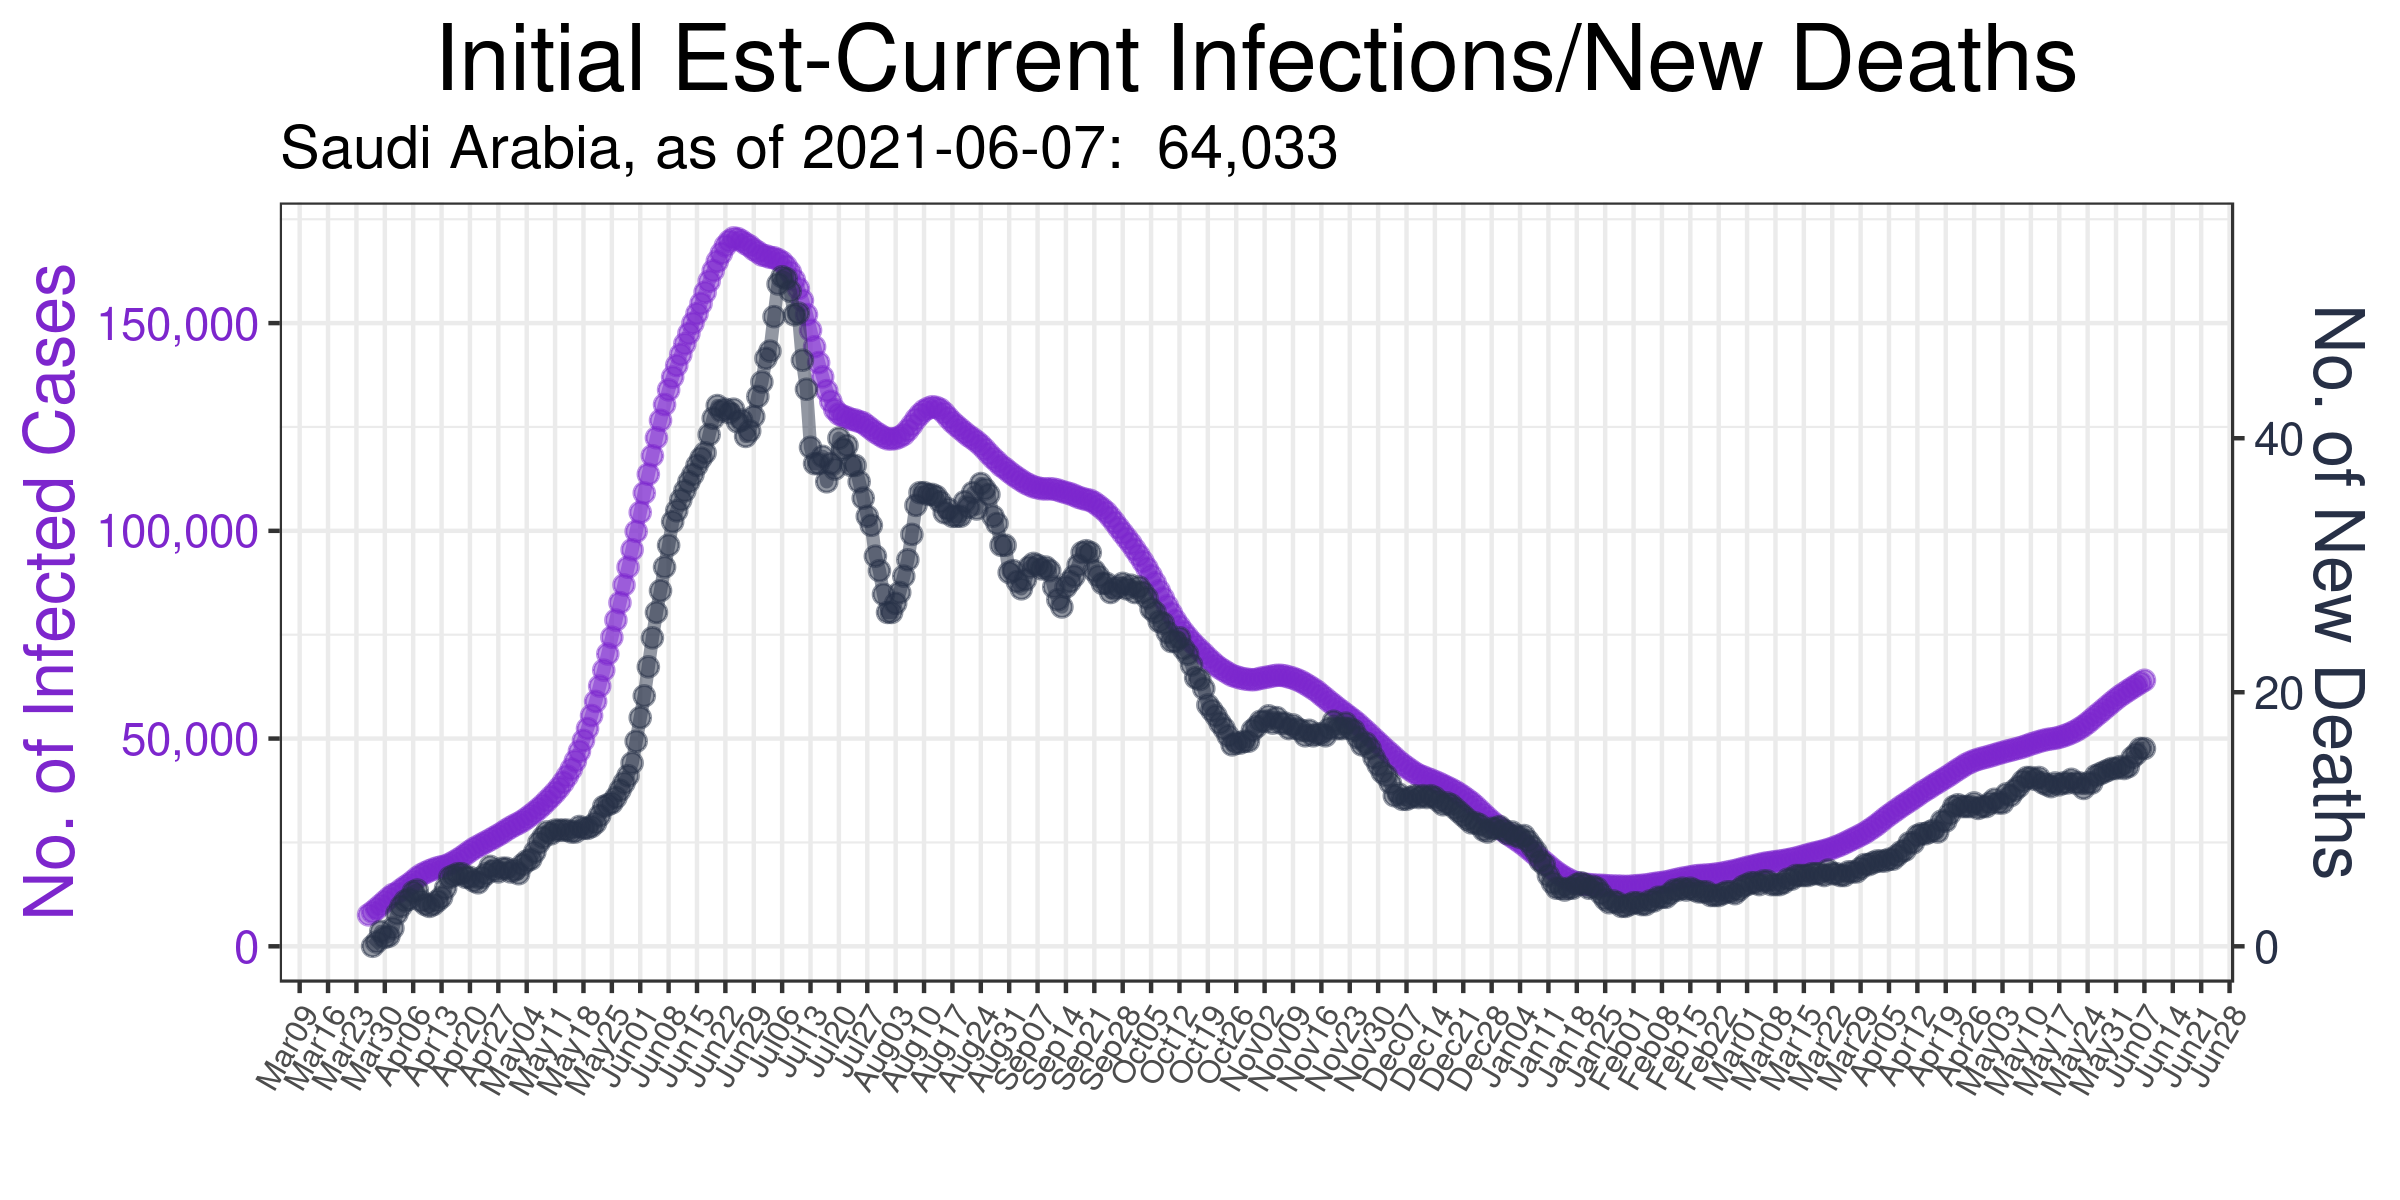 Initial Est-Current Infections/New Deaths
Saudi Arabia, as of 2021-06-07:  64,033
No. of Infected Cases
150,000
100,000
50,000
0
40
20
0
No. of New Deaths
Mar09
Mar16
Mar23
Mar30
Apr06
Apr13
Apr20
Apr27
May04
May11
May18
May25
Jun01
Jun08
Jun15
Jun22
Jun29
Jul06
Jul13
Jul20
Jul27
Aug03
Aug10
Aug17
Aug24
Aug31
Sep07
Sep14
Sep21
Sep28
Oct05
Oct12
Oct19
Oct26
Nov02
Nov09
Nov16
Nov23
Nov30
Dec07
Dec14
Dec21
Dec28
Jan04
Jan11
Jan18
Jan25
Feb01
Feb08
Feb15
Feb22
Mar01
Mar08
Mar15
Mar22
Mar29
Apr05
Apr12
Apr19
Apr26
May03
May10
May17
May24
May31
Jun07
Jun14
Jun21
Jun28